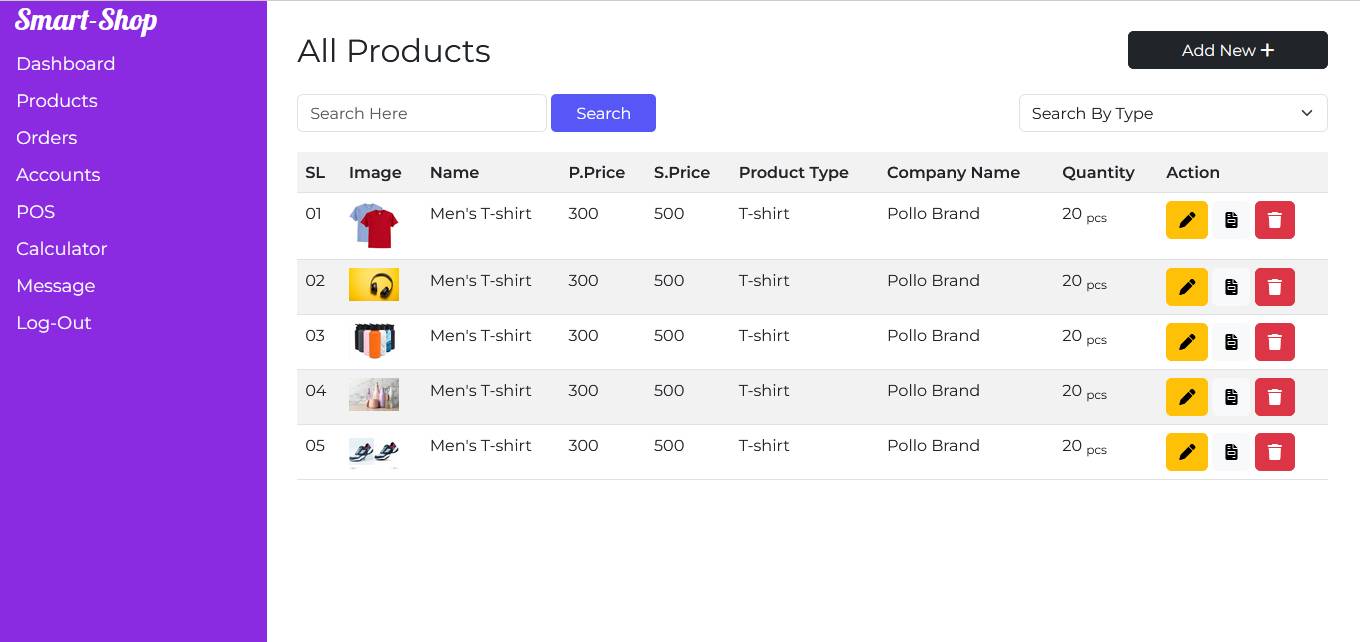 Smart-Shop
Dashboard
Products
Orders
Accounts
POS
Calculator
Message
Log-Out
All Products
Add New
Search Here
Search
Search By Type
SL Image Name P.Price S.Price Product Type Company Name Quantity Action
01 Men's T-shirt 300 500 T-shirt Pollo Brand 20 pcs
02 Men's T-shirt 300 500 T-shirt Pollo Brand 20 pcs
03 Men's T-shirt 300 500 T-shirt Pollo Brand 20 pcs
04 Men's T-shirt 300 500 T-shirt Pollo Brand 20 pcs
05 Men's T-shirt 300 500 T-shirt Pollo Brand 20 pcs